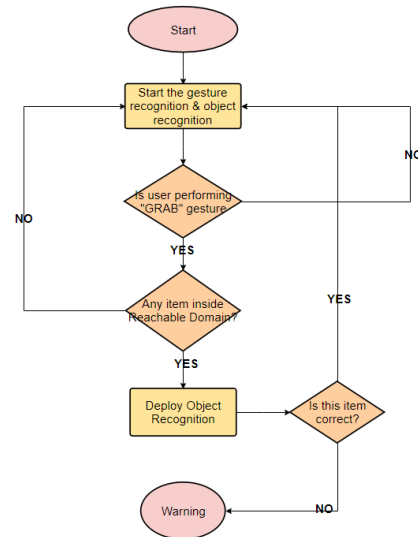 Start
Start the gesture
recognition & object
recognition
NO
Is user performing
"GRAB" gesture
NO
YES
Any item inside
Reachable Domain?
YES
YES
Deploy Object
Recognition
Is this item
correct?
Warning
NO